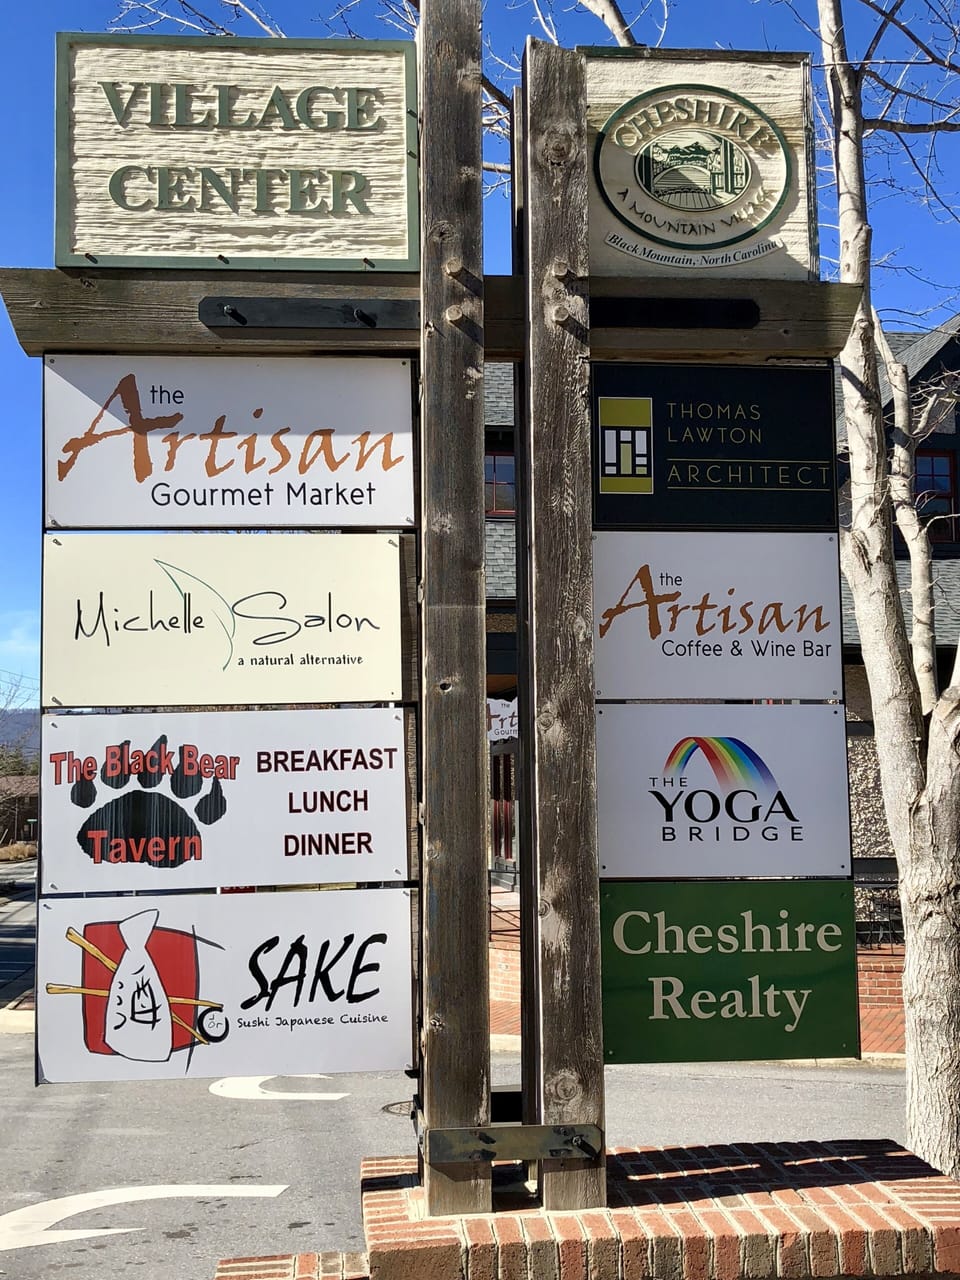 VILLAGE
CENTER
the
Artisan
Gourmet Market
Michelle Salon
a natural alternative
The Black Bear
Tavern
BREAKFAST
LUNCH
DINNER
SAKE
Sushi Japanese Cuisine
CHESHIRE
A MOUNTAIN VILLAGE
Black Mountain, North Carolina
THOMAS
LAWTON
ARCHITECT
the
Artisan
Coffee & Wine Bar
THE
YOGA
BRIDGE
Cheshire
Realty